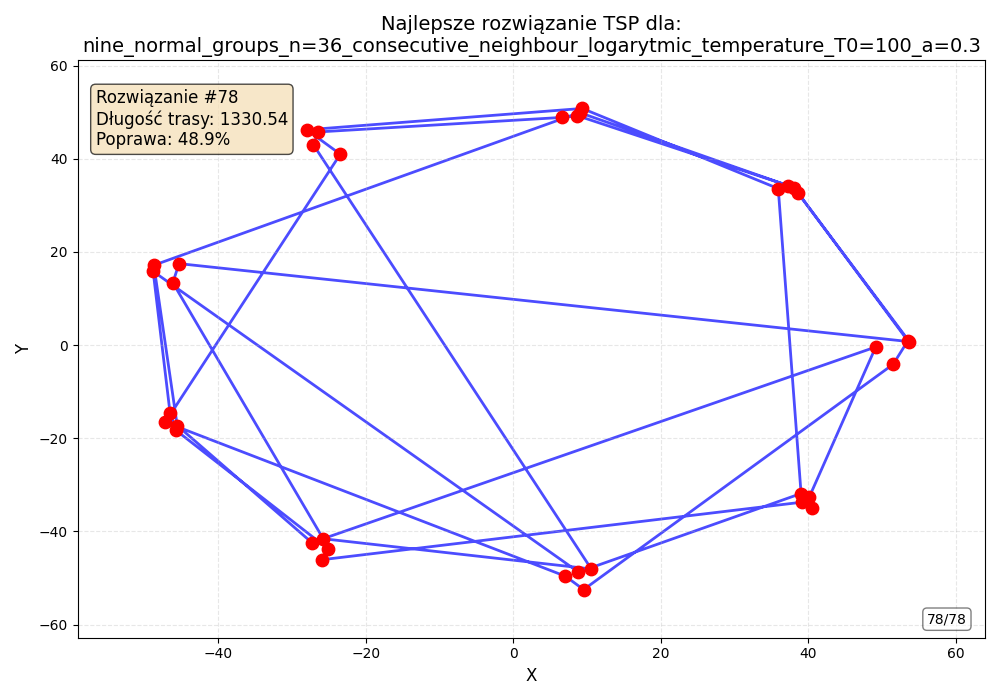 Najlepsze rozwiązanie TSP dla:
nine_normal_groups_n=36_consecutive_neighbour_logarytmic_temperature_T0=100_a=0.3
Rozwiązanie #78
Długość trasy: 1330.54
Poprawa: 48.9%
60
40
20
0
−20
−40
−60
Y
78/78
−40
−20
0
20
40
60
X